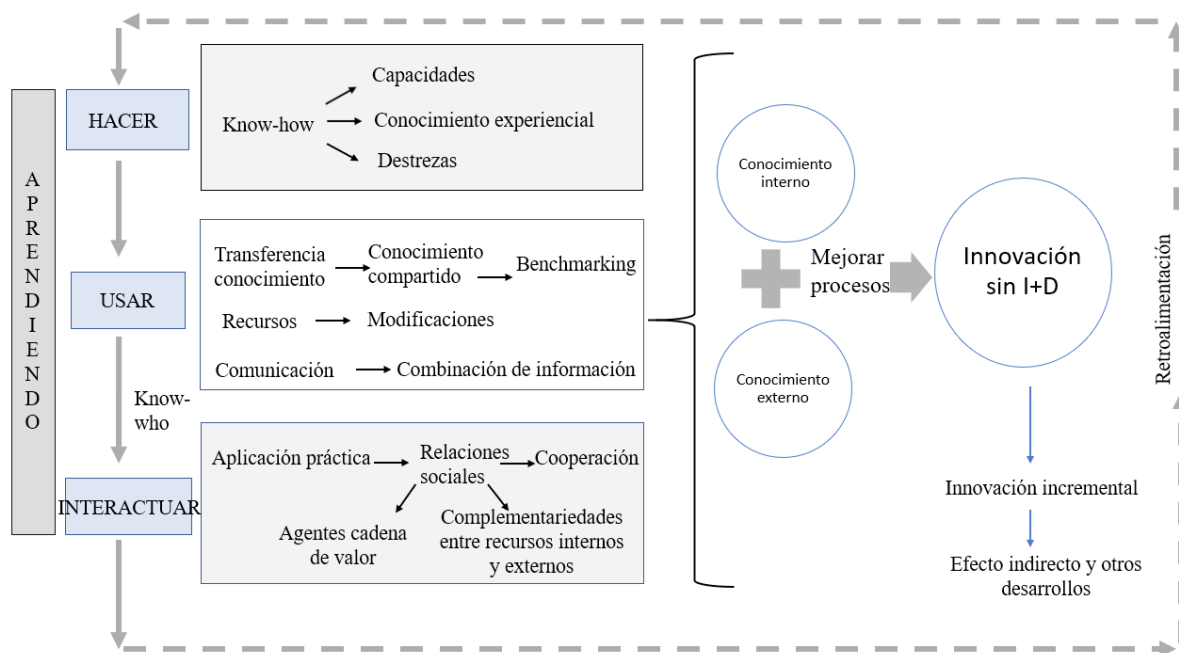 APRENDIENDO
HACER
Know-how
Capacidades
Conocimiento experiencial
Destrezas
USAR
Transferencia
conocimiento
Conocimiento
compartido
Benchmarking
Recursos
Modificaciones
Comunicación
Combinación de información
Know-
who
INTERACTUAR
Aplicación práctica
Relaciones
sociales
Cooperación
Agentes cadena
de valor
Complementariedades
entre recursos internos
y externos
Conocimiento
interno
Mejorar
procesos
Conocimiento
externo
Innovación
sin I+D
Innovación incremental
Efecto indirecto y otros
desarrollos
Retroalimentación